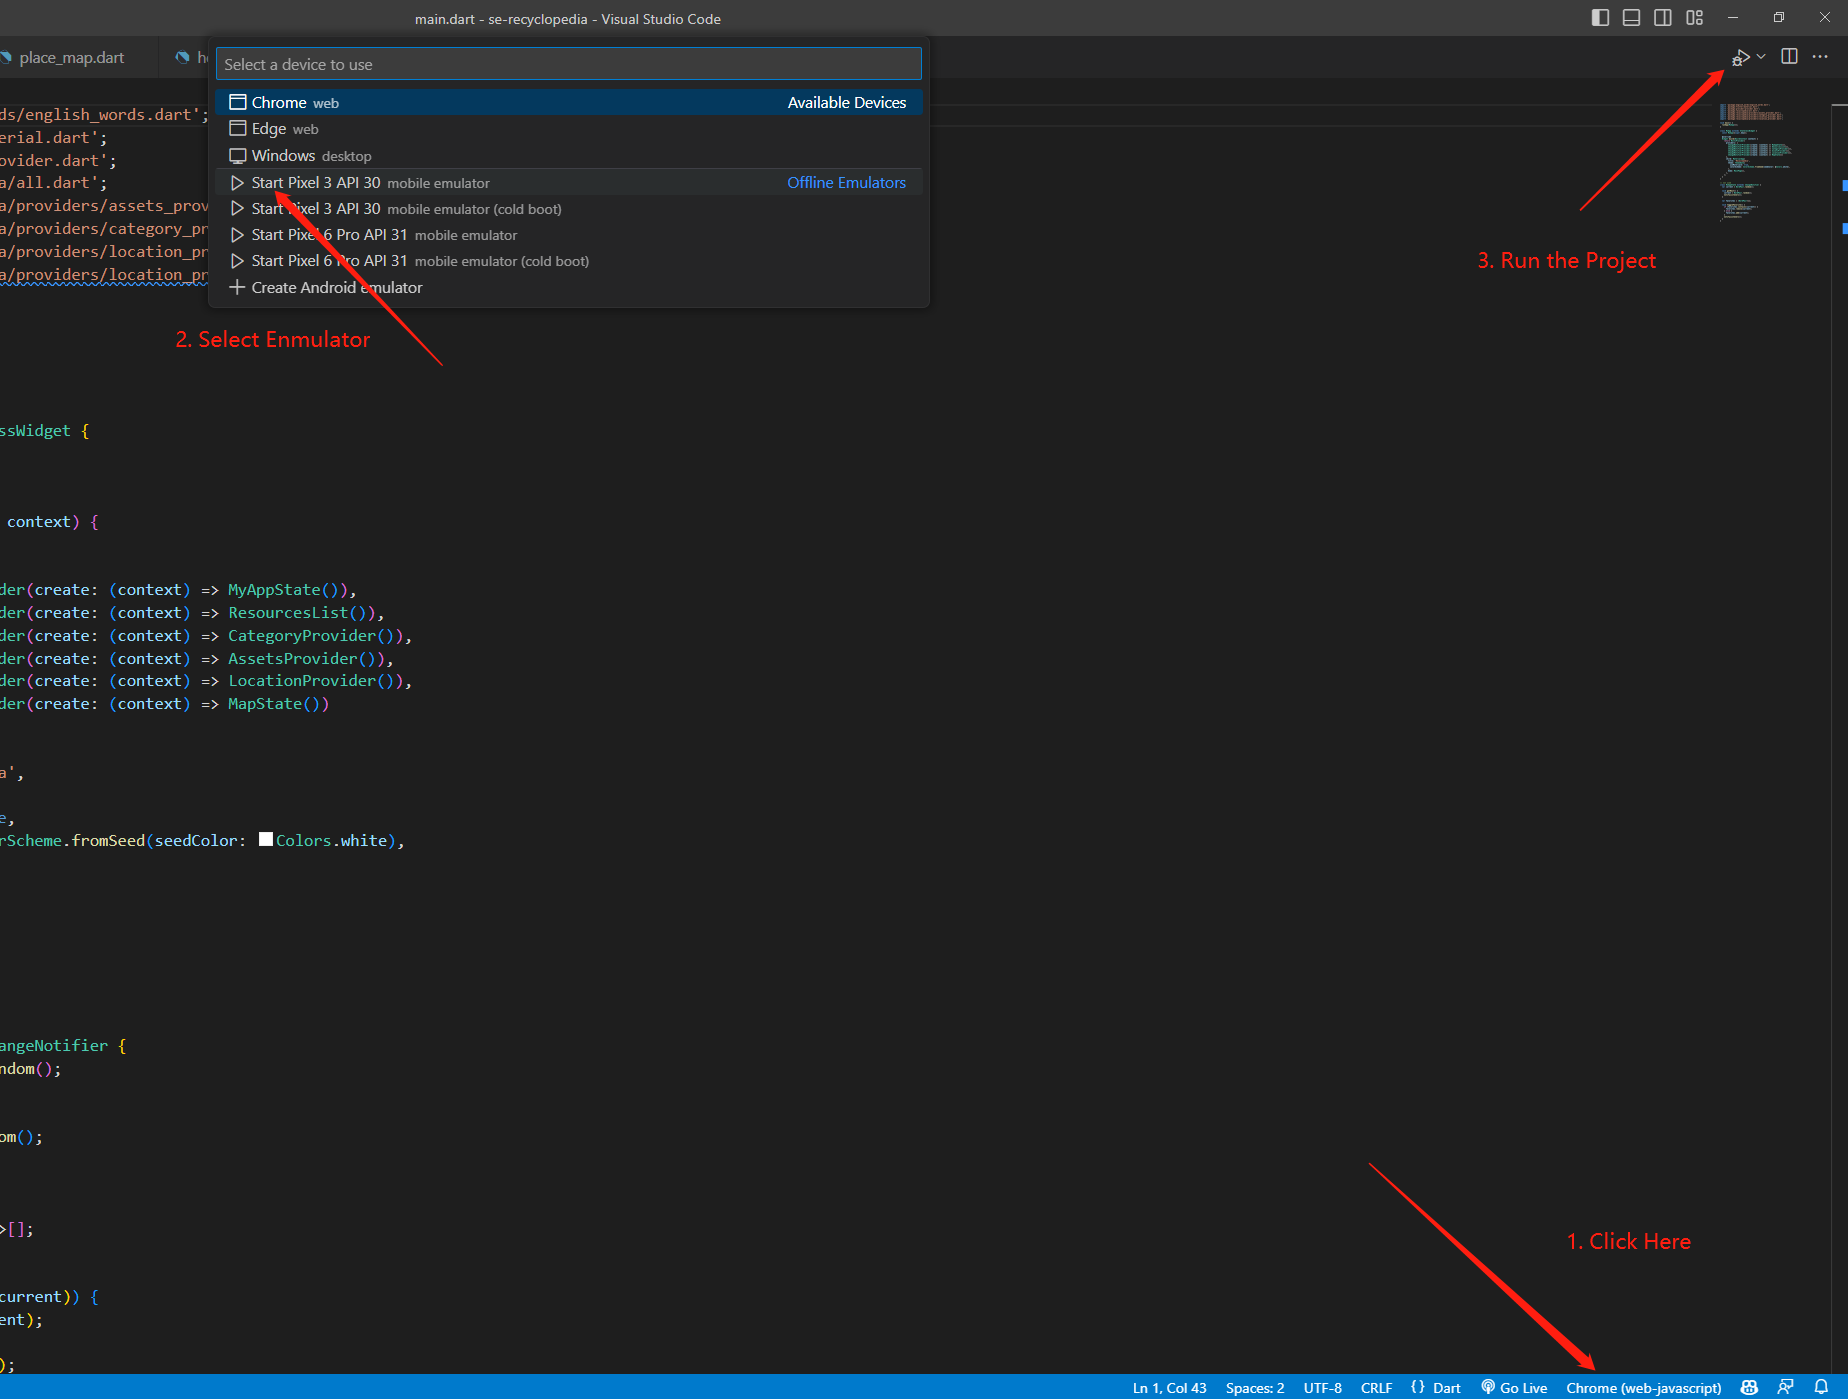 main.dart - se-recyclopedia - Visual Studio Code
place_map.dart
Select a device to use
Chrome web Available Devices
Edge web
Windows desktop
Start Pixel 3 API 30 mobile emulator Offline Emulators
Start Pixel 3 API 30 mobile emulator (cold boot)
Start Pixel 6 Pro API 31 mobile emulator
Start Pixel 6 Pro API 31 mobile emulator (cold boot)
Create Android emulator
ds/english_words.dart';
erial.dart';
ovider.dart';
a/all.dart';
a/providers/assets_prov
a/providers/category_pr
a/providers/location_pr
a/providers/location_pr
3. Run the Project
2. Select Enmulator
ssWidget {
context) {
der(create: (context) => MyAppState()),
der(create: (context) => ResourcesList()),
der(create: (context) => CategoryProvider()),
der(create: (context) => AssetsProvider()),
der(create: (context) => LocationProvider()),
der(create: (context) => MapState())
a',
e,
rScheme.fromSeed(seedColor: Colors.white),
angeNotifier {
ndom();
om();
>[];
1. Click Here
current)) {
ent);
);
Ln 1, Col 43 Spaces: 2 UTF-8 CRLF {} Dart Go Live Chrome (web-javascript)